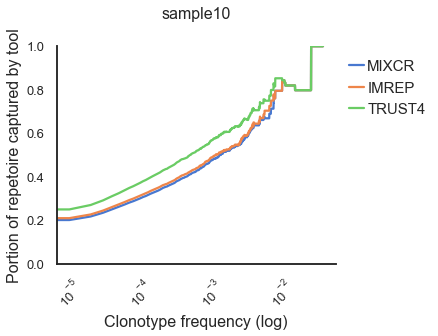 sample10
Portion of repetoire captured by tool
1.0
0.8
0.6
0.4
0.2
0.0
10⁻⁵
10⁻⁴
10⁻³
10⁻²
Clonotype frequency (log)
MIXCR
IMREP
TRUST4